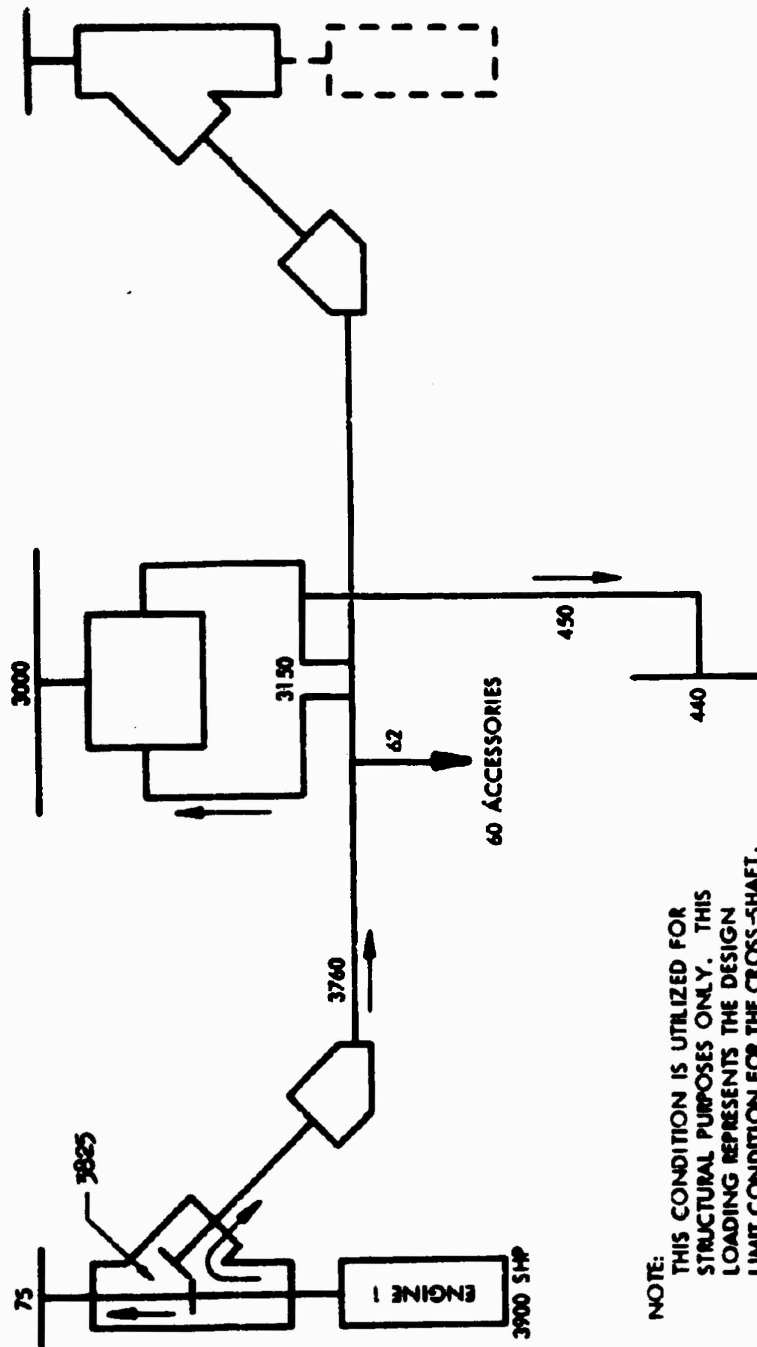 3000
75
3825
3150
3760
62
60 ACCESSORIES
450
440
ENGINE 1
3900 SHP
NOTE:
THIS CONDITION IS UTILIZED FOR
STRUCTURAL PURPOSES ONLY. THIS
LOADING REPRESENTS THE DESIGN
LIMIT CONDITION FOR THE CROSS-SHAFT.